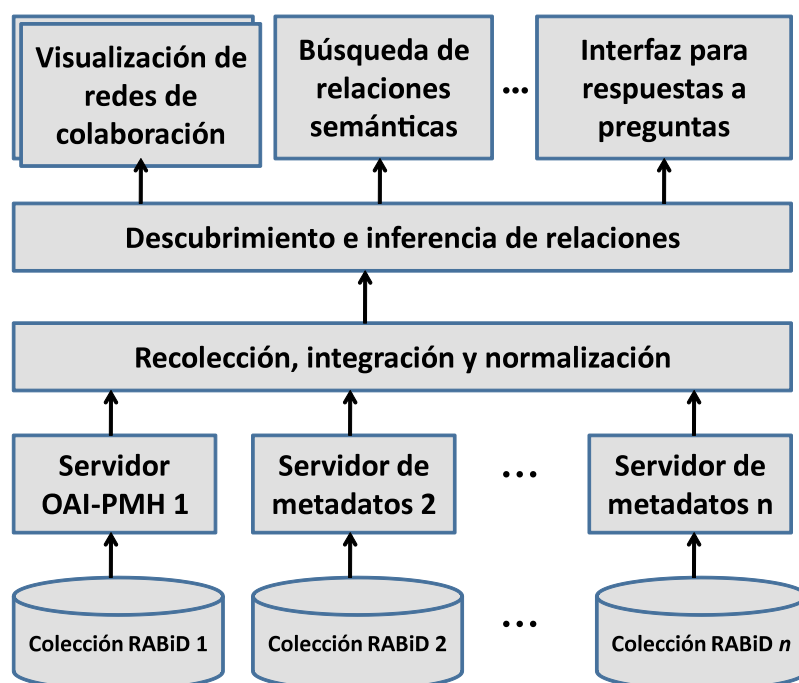 Visualización de
redes de
colaboración
Búsqueda de
relaciones
semánticas
...
Interfaz para
respuestas a
preguntas
Descubrimiento e inferencia de relaciones
Recolección, integración y normalización
Servidor
OAI-PMH 1
Servidor de
metadatos 2
...
Servidor de
metadatos n
Colección RABiD 1
Colección RABiD 2
...
Colección RABiD n